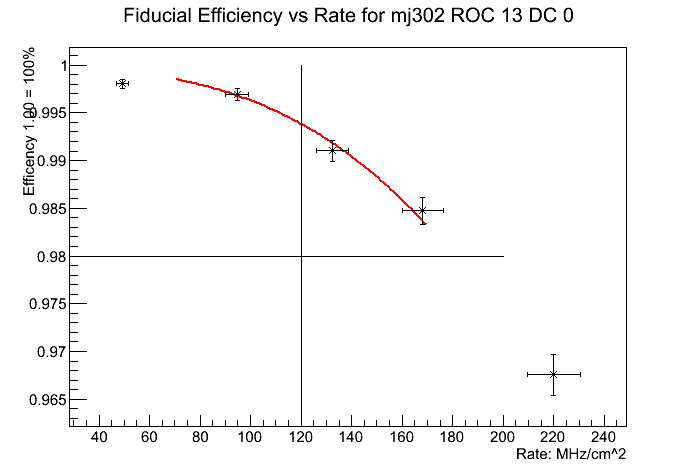 Fiducial Efficiency vs Rate for mj302 ROC 13 DC 0
Efficency 1.00 = 100%
1
0.995
0.99
0.985
0.98
0.975
0.97
0.965
40 60 80 100 120 140 160 180 200 220 240
Rate: MHz/cm^2